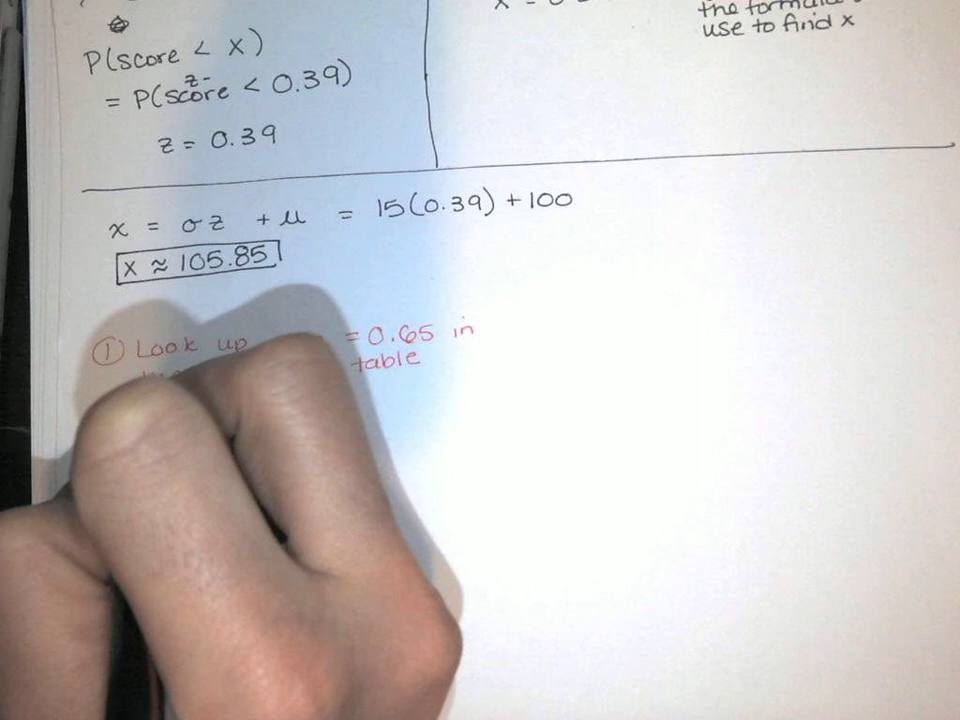 P(score < x)
z-
= P(score < 0.39)
z = 0.39
the formula
use to find x
x = σz + μ = 15(0.39) + 100
x ≈ 105.85
① Look up = 0.65 in
table